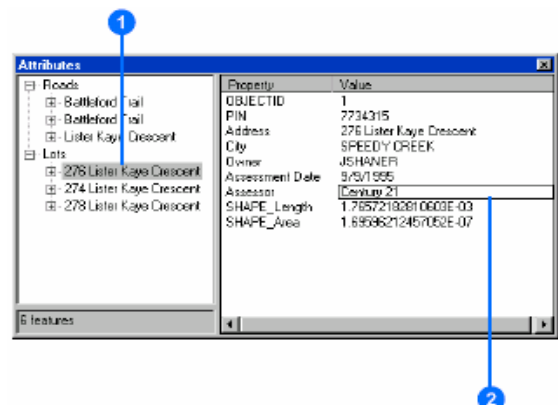 1
Attributes
Roads
Battleford Trail
Battleford Trail
Lister Kaye Crescent
Lots
276 Lister Kaye Crescent
274 Lister Kaye Crescent
278 Lister Kaye Crescent
6 features
Property Value
OBJECTID 1
PIN 7734315
Address 276 Lister Kaye Crescent
City SPEEDY CREEK
Owner JSHANER
Assessment Date 9/9/1995
Assessor Century 21
SHAPE_Length 1.76572182810603E-03
SHAPE_Area 1.69596212457052E-07
2